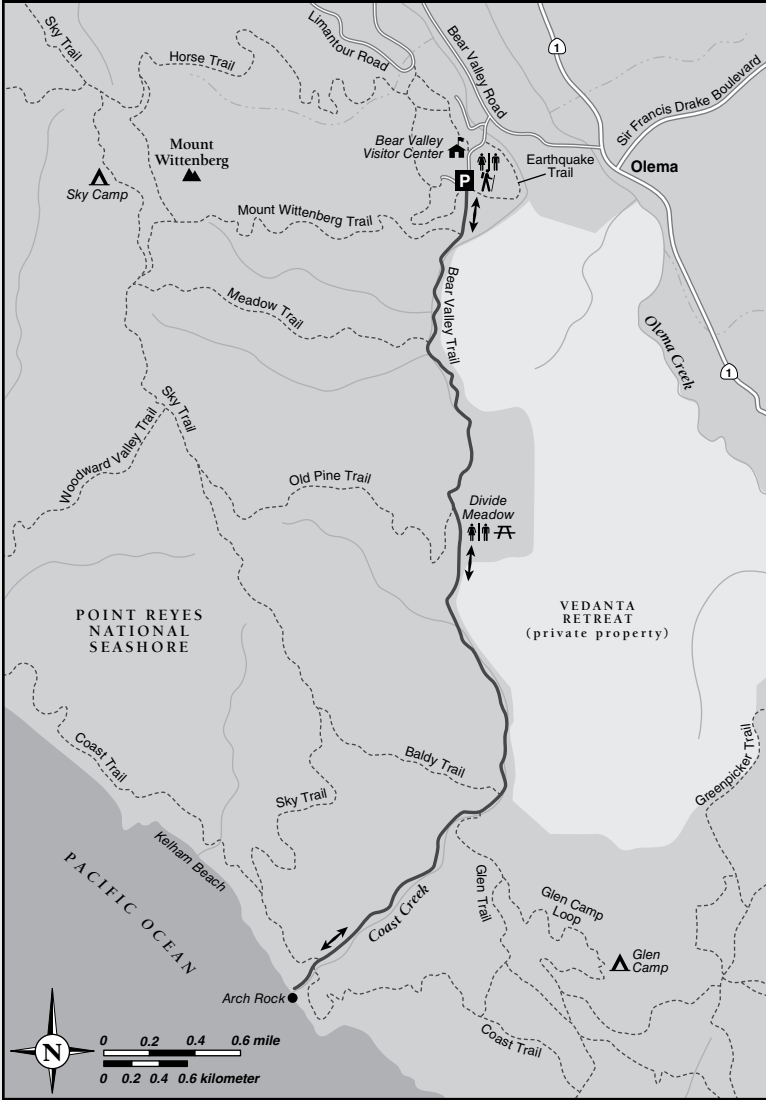 Sky Trail
Horse Trail
Limantour Road
Bear Valley Road
1
Sir Francis Drake Boulevard
Mount
Wittenberg
Bear Valley
Visitor Center
Earthquake
Trail
Olema
P
Sky Camp
Mount Wittenberg Trail
Bear Valley Trail
Meadow Trail
Olema Creek
1
Sky Trail
Woodward Valley Trail
Old Pine Trail
Divide
Meadow
POINT REYES
NATIONAL
SEASHORE
VEDANTA
RETREAT
(private property)
Coast Trail
Baldy Trail
Greenpicker Trail
Sky Trail
Kelham Beach
PACIFIC OCEAN
Coast Creek
Glen Trail
Glen Camp
Loop
Glen
Camp
Arch Rock
Coast Trail
N
0 0.2 0.4 0.6 mile
0 0.2 0.4 0.6 kilometer